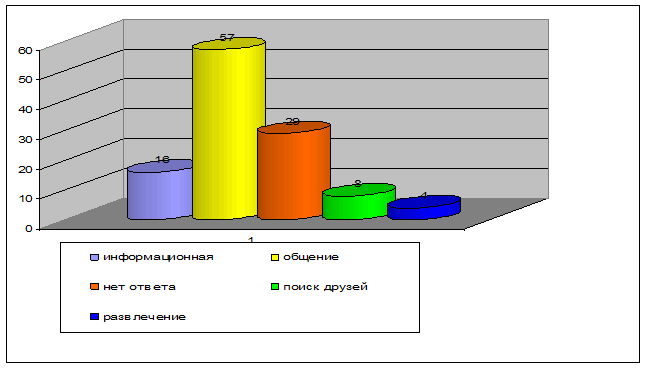 57
60
50
40
30
20
10
0
16
29
8
4
1
информационная
общение
нет ответа
поиск друзей
развлечение